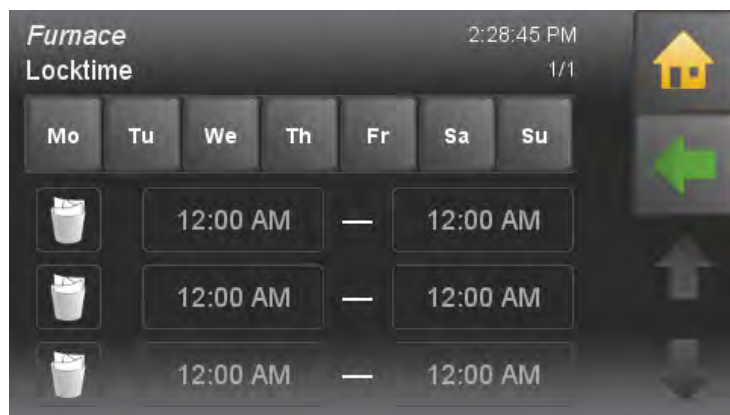 Furnace 2:28:45 PM
Locktime 1/1
Mo Tu We Th Fr Sa Su
12:00 AM — 12:00 AM
12:00 AM — 12:00 AM
12:00 AM — 12:00 AM